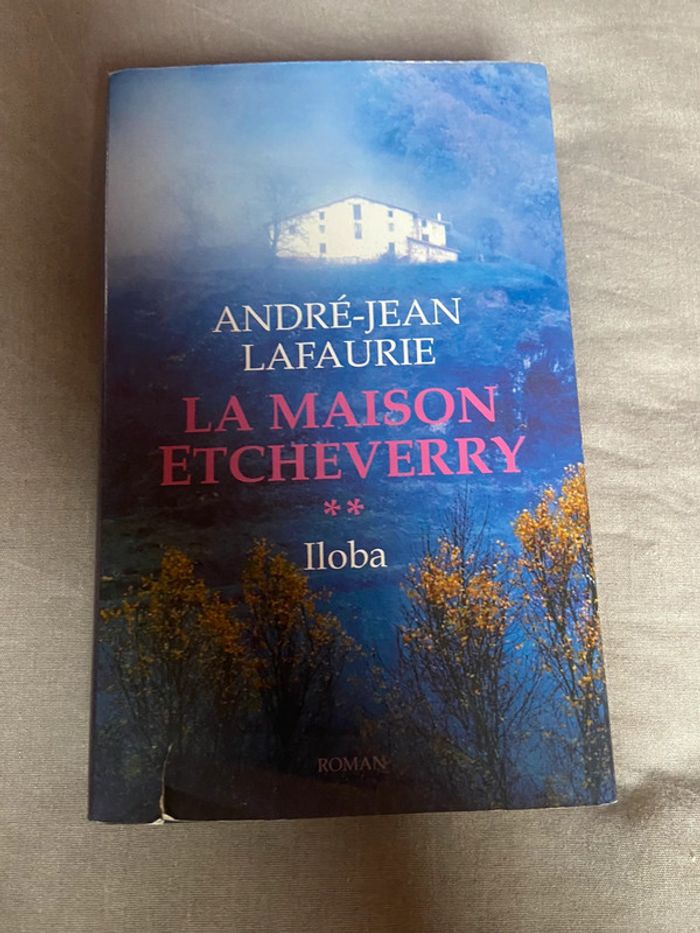 ANDRÉ-JEAN
LAFAURIE
LA MAISON
ETCHEVERRY
**
Iloba
ROMAN